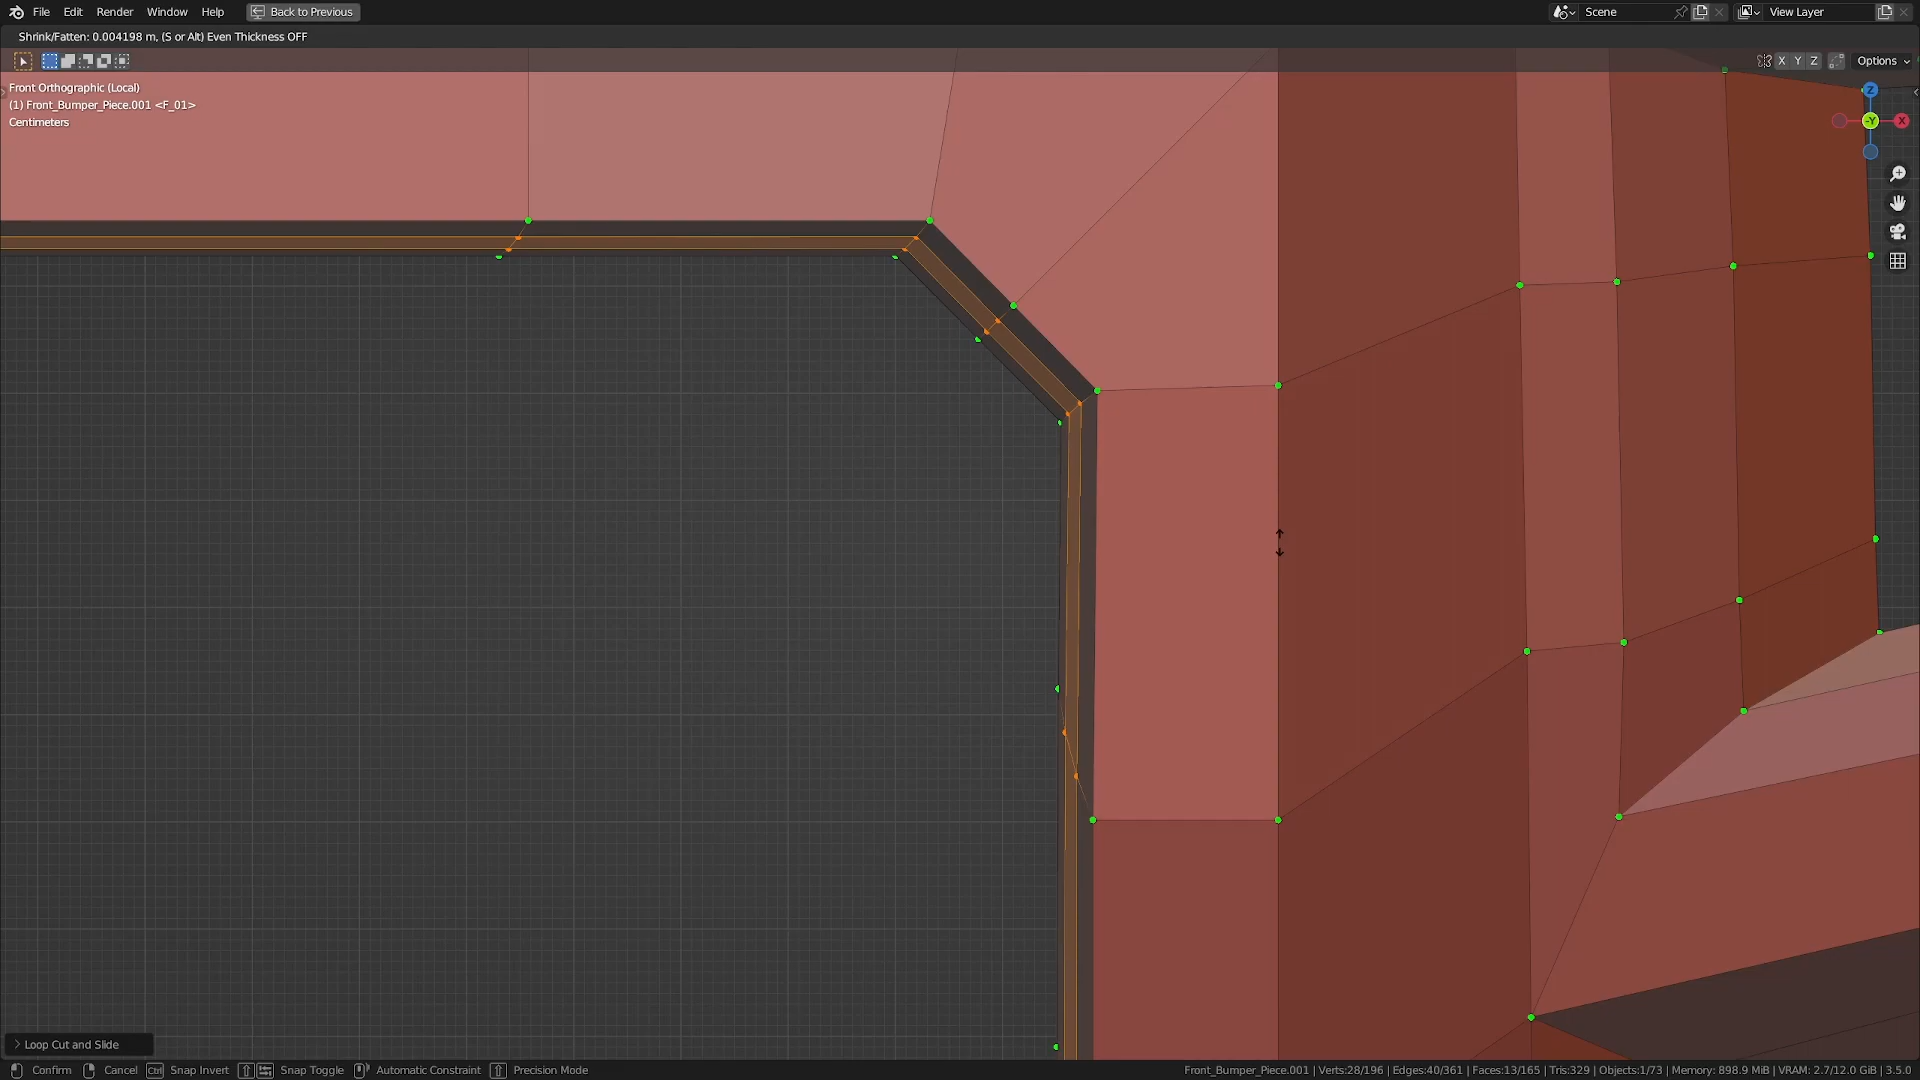 File Edit Render Window Help Back to Previous Scene View Layer
Shrink/Fatten: 0.004198 m, (S or Alt) Even Thickness OFF
X Y Z Options
Front Orthographic (Local)
(1) Front_Bumper_Piece.001 <F_01>
Centimeters
Z
-Y X
Loop Cut and Slide
Confirm Cancel Ctrl Snap Invert Snap Toggle Automatic Constraint Precision Mode Front_Bumper_Piece.001 | Verts:28/196 | Edges:40/361 | Faces:13/165 | Tris:329 | Objects:1/73 | Memory: 898.9 MiB | VRAM: 2.7/12.0 GiB | 3.5.0